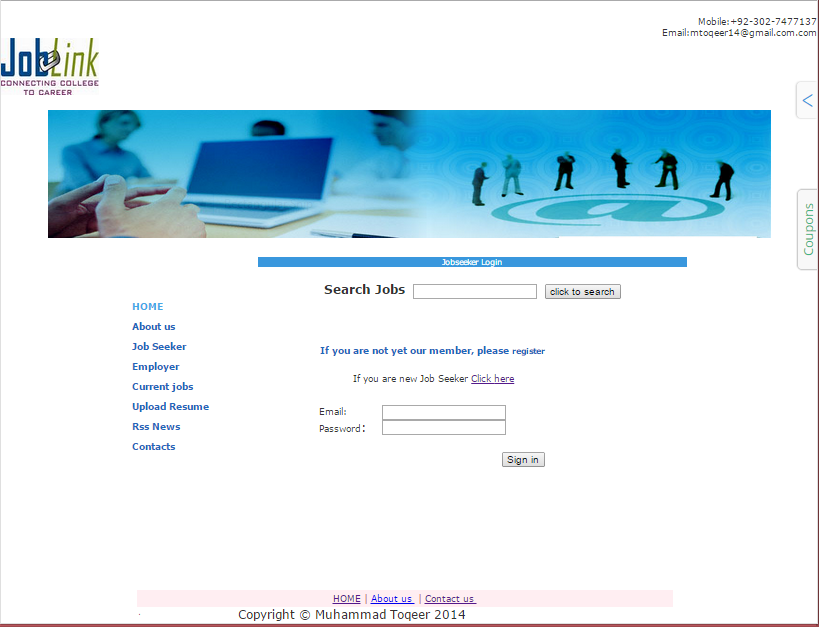 Mobile:+92-302-7477137
Email:mtoqeer14@gmail.com.com
JobLink
CONNECTING COLLEGE
TO CAREER
<
Coupons
@
Jobseeker Login
Search Jobs click to search
HOME
About us
Job Seeker
Employer
Current jobs
Upload Resume
Rss News
Contacts
If you are not yet our member, please register
If you are new Job Seeker Click here
Email:
Password:
Sign in
HOME | About us | Contact us
Copyright © Muhammad Toqeer 2014